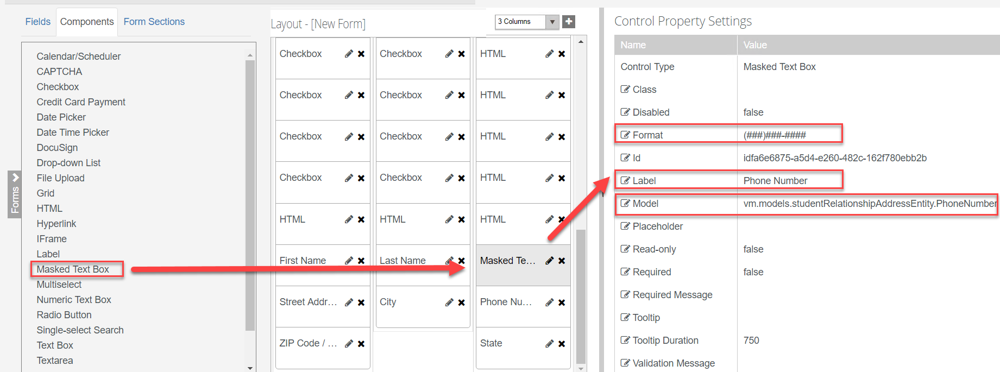 Fields Components Form Sections
Calendar/Scheduler
CAPTCHA
Checkbox
Credit Card Payment
Date Picker
Date Time Picker
DocuSign
Drop-down List
File Upload
Grid
HTML
Hyperlink
IFrame
Label
Masked Text Box
Multiselect
Numeric Text Box
Radio Button
Single-select Search
Text Box
Textarea
Forms
Layout - [New Form] 3 Columns
Checkbox Checkbox HTML
Checkbox Checkbox HTML
Checkbox Checkbox HTML
Checkbox Checkbox HTML
HTML HTML HTML
First Name Last Name Masked Te...
Street Addr... City Phone Nu...
ZIP Code / ... State
Control Property Settings
Name Value
Control Type Masked Text Box
Class
Disabled false
Format (###)###-####
Id idfa6e6875-a5d4-e260-482c-162f780ebb2b
Label Phone Number
Model vm.models.studentRelationshipAddressEntity.PhoneNumber
Placeholder
Read-only false
Required false
Required Message
Tooltip
Tooltip Duration 750
Validation Message